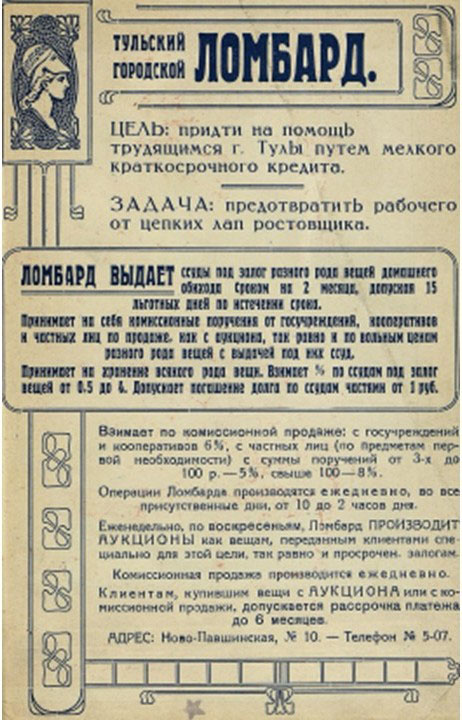 ТУЛЬСКИЙ
ГОРОДСКОЙ
ЛОМБАРД.
ЦЕЛЬ: придти на помощь
трудящимся г. Тулы путем мелкого
краткосрочного кредита.
ЗАДАЧА: предотвратить рабочего
от цепких лап ростовщика.
ЛОМБАРД ВЫДАЕТ ссуды под залог разного рода вещей домашнего
обихода Сроком на 2 месяца, допуская 15
льготных дней по истечении срока.
Принимает на себя комиссионные поручения от госучреждений, кооперативов
и частных лиц по продаже, как с аукциона, так равно и по вольным ценам
разного рода вещей с выдачей под них ссуд.
Принимает на хранение всякого рода вещи. Взимает % по ссудам под залог
вещей от 0.5 до 4. Допускает погашение долга по ссудам частями от 1 руб.
Взимает по комиссионной продаже: с госучреждений
и кооперативов 6%, с частных лиц (по предметам пер-
вой необходимости) с суммы поручений от 3-х до
100 р.—5%, свыше 100—8%.
Операции Ломбарда производятся ежедневно, во все
присутственные дни, от 10 до 2 часов дня.
Еженедельно, по воскресеньям, Ломбард ПРОИЗВОДИТ
АУКЦИОНЫ как вещам, переданным клиентами спе-
циально для этой цели, так равно и просрочен. залогам.
Комиссионная продажа производится ежедневно.
Клиентам, купившим вещи с АУКЦИОНА или с ко-
миссионной продажи, допускается рассрочка платежа
до 6 месяцев.
АДРЕС: Ново-Павшинская, № 10. — Телефон № 5-07.